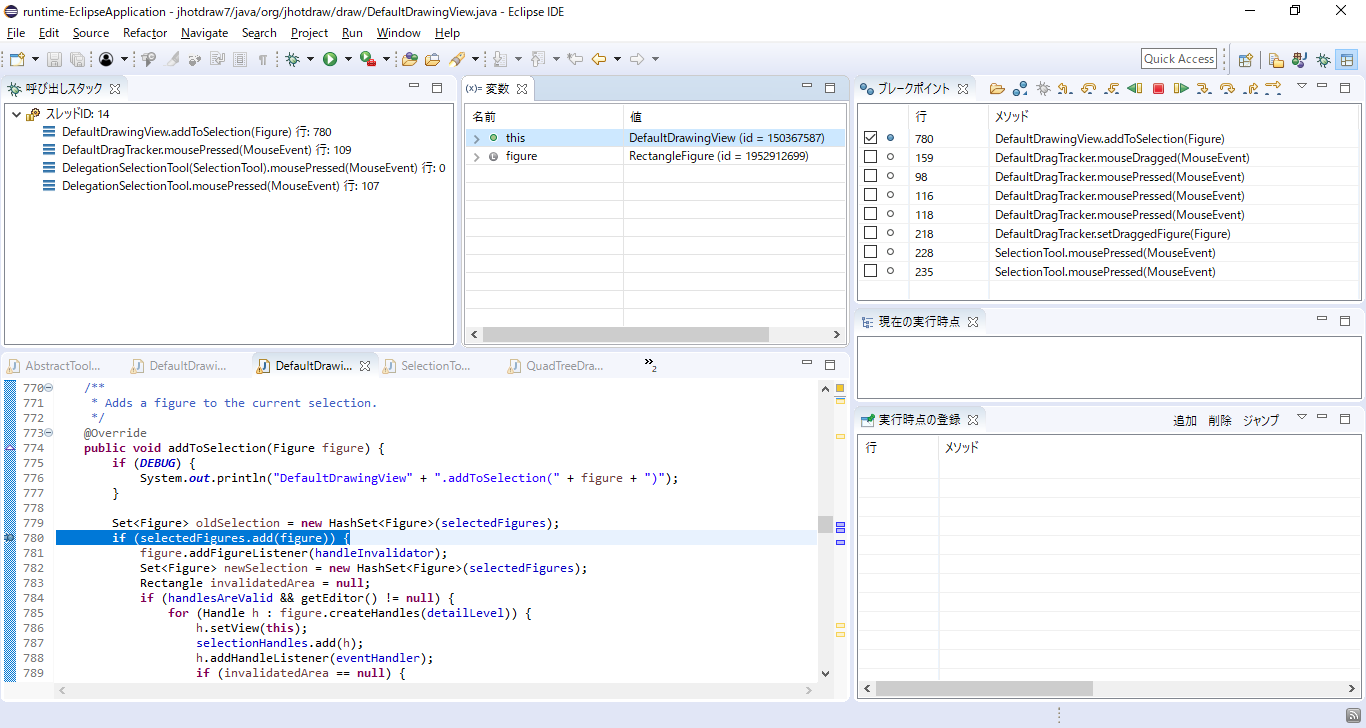 runtime-EclipseApplication - jhotdraw7/java/org/jhotdraw/draw/DefaultDrawingView.java - Eclipse IDE
File Edit Source Refactor Navigate Search Project Run Window Help
Quick Access
呼び出しスタック
スレッドID: 14
DefaultDrawingView.addToSelection(Figure) 行: 780
DefaultDragTracker.mousePressed(MouseEvent) 行: 109
DelegationSelectionTool(SelectionTool).mousePressed(MouseEvent) 行: 0
DelegationSelectionTool.mousePressed(MouseEvent) 行: 107
(x)= 変数
名前 値
this DefaultDrawingView (id = 150367587)
figure RectangleFigure (id = 1952912699)
ブレークポイント
行 メソッド
780 DefaultDrawingView.addToSelection(Figure)
159 DefaultDragTracker.mouseDragged(MouseEvent)
98 DefaultDragTracker.mousePressed(MouseEvent)
116 DefaultDragTracker.mousePressed(MouseEvent)
118 DefaultDragTracker.mousePressed(MouseEvent)
218 DefaultDragTracker.setDraggedFigure(Figure)
228 SelectionTool.mousePressed(MouseEvent)
235 SelectionTool.mousePressed(MouseEvent)
現在の実行時点
実行時点の登録 追加 削除 ジャンプ
行 メソッド
AbstractTool... DefaultDrawi... DefaultDrawi... SelectionTo... QuadTreeDra... »2
770 /**
771 * Adds a figure to the current selection.
772 */
773 @Override
774 public void addToSelection(Figure figure) {
775 if (DEBUG) {
776 System.out.println("DefaultDrawingView" + ".addToSelection(" + figure + ")");
777 }
778
779 Set<Figure> oldSelection = new HashSet<Figure>(selectedFigures);
780 if (selectedFigures.add(figure)) {
781 figure.addFigureListener(handleInvalidator);
782 Set<Figure> newSelection = new HashSet<Figure>(selectedFigures);
783 Rectangle invalidatedArea = null;
784 if (handlesAreValid && getEditor() != null) {
785 for (Handle h : figure.createHandles(detailLevel)) {
786 h.setView(this);
787 selectionHandles.add(h);
788 h.addHandleListener(eventHandler);
789 if (invalidatedArea == null) {